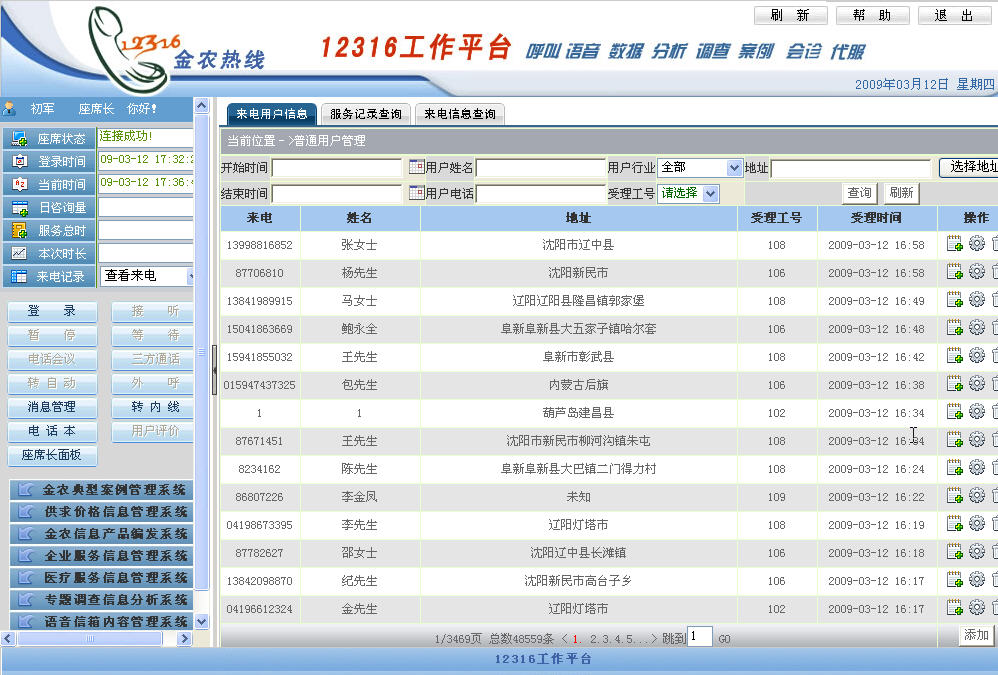 刷 新 帮 助 退 出
12316
金农热线
12316工作平台 呼叫 语音 数据 分析 调查 案例 会诊 代服
2009年03月12日 星期四
初军 座席长 你好!
座席状态 连接成功!
登录时间 09-03-12 17:32:
当前时间 09-03-12 17:36:
日咨询量
服务总时
本次时长
来电记录 查看来电
登 录 接 听
暂 停 等 待
电话会议 三方通话
转 自 动 外 呼
消息管理 转 内 线
电 话 本 用户评价
座席长面板
金农典型案例管理系统
供求价格信息管理系统
金农信息产品编发系统
企业服务信息管理系统
医疗服务信息管理系统
专题调查信息分析系统
语音信箱内容管理系统
来电用户信息 服务记录查询 来电信息查询
当前位置 ->普通用户管理
开始时间 用户姓名 用户行业 全部 地址 选择地址
结束时间 用户电话 受理工号 请选择 查询 刷新
来电 姓名 地址 受理工号 受理时间 操作
13998816852 张女士 沈阳市辽中县 108 2009-03-12 16:58
87706810 杨先生 沈阳新民市 106 2009-03-12 16:58
13841989915 马女士 辽阳辽阳县隆昌镇郭家堡 108 2009-03-12 16:49
15041863669 鲍永全 阜新阜新县大五家子镇哈尔套 106 2009-03-12 16:48
15941855032 王先生 阜新市彰武县 108 2009-03-12 16:42
015947437325 包先生 内蒙古后旗 106 2009-03-12 16:38
1 1 葫芦岛建昌县 102 2009-03-12 16:34
87671451 王先生 沈阳市新民市柳河沟镇朱屯 108 2009-03-12 16:34
8234162 陈先生 阜新阜新县大巴镇二门得力村 108 2009-03-12 16:24
86807226 李金凤 未知 109 2009-03-12 16:22
04198673395 李先生 辽阳灯塔市 108 2009-03-12 16:19
87782627 邵女士 沈阳辽中县长滩镇 106 2009-03-12 16:18
13842098870 纪先生 沈阳新民市高台子乡 106 2009-03-12 16:17
04196612324 金先生 辽阳灯塔市 102 2009-03-12 16:17
1/3469页 总数48559条 < 1. 2.3.4.5...> 跳到 1 GO 添加
12316工作平台